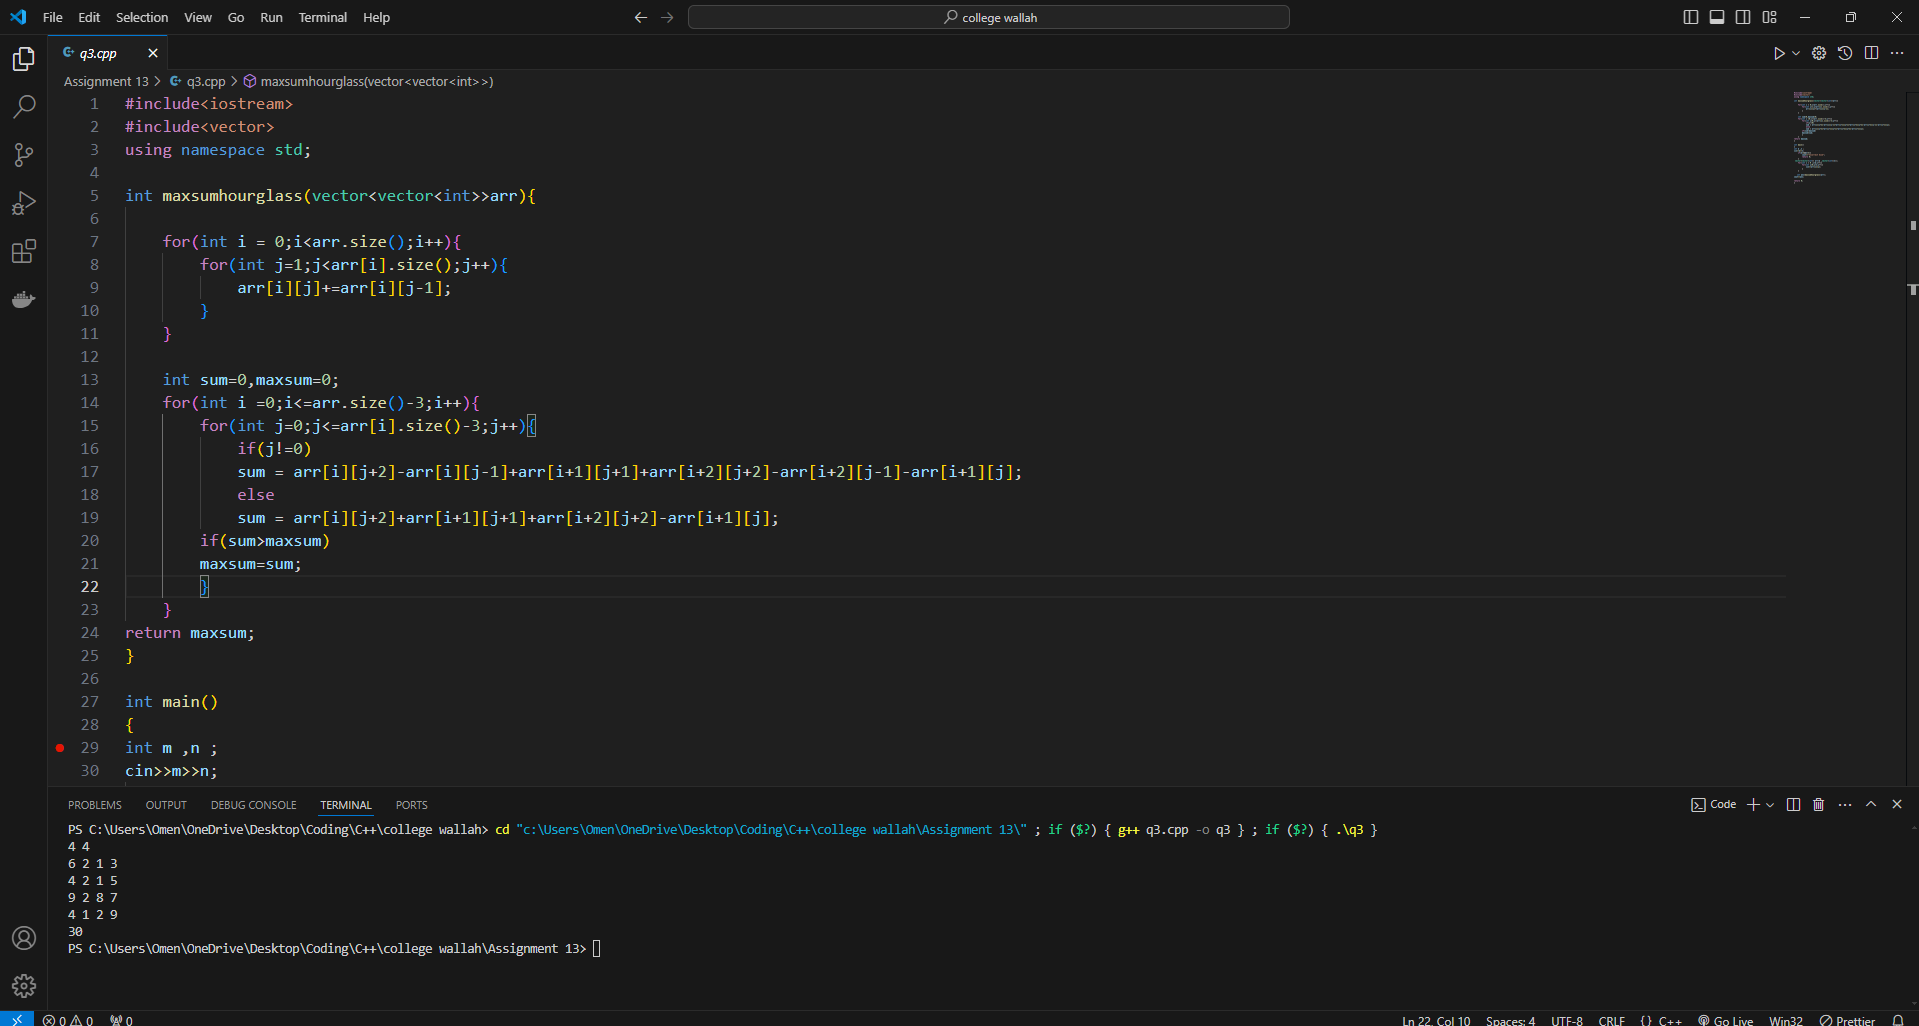 File Edit Selection View Go Run Terminal Help
college wallah
q3.cpp
Assignment 13 > q3.cpp > maxsumhourglass(vector<vector<int>>)
1 #include<iostream>
2 #include<vector>
3 using namespace std;
4
5 int maxsumhourglass(vector<vector<int>>arr){
6
7 for(int i = 0;i<arr.size();i++){
8 for(int j=1;j<arr[i].size();j++){
9 arr[i][j]+=arr[i][j-1];
10 }
11 }
12
13 int sum=0,maxsum=0;
14 for(int i =0;i<=arr.size()-3;i++){
15 for(int j=0;j<=arr[i].size()-3;j++){
16 if(j!=0)
17 sum = arr[i][j+2]-arr[i][j-1]+arr[i+1][j+1]+arr[i+2][j+2]-arr[i+2][j-1]-arr[i+1][j];
18 else
19 sum = arr[i][j+2]+arr[i+1][j+1]+arr[i+2][j+2]-arr[i+1][j];
20 if(sum>maxsum)
21 maxsum=sum;
22 }
23 }
24 return maxsum;
25 }
26
27 int main()
28 {
29 int m ,n ;
30 cin>>m>>n;
PROBLEMS OUTPUT DEBUG CONSOLE TERMINAL PORTS
Code
PS C:\Users\Omen\OneDrive\Desktop\Coding\C++\college wallah> cd "c:\Users\Omen\OneDrive\Desktop\Coding\C++\college wallah\Assignment 13\" ; if ($?) { g++ q3.cpp -o q3 } ; if ($?) { .\q3 }
4 4
6 2 1 3
4 2 1 5
9 2 8 7
4 1 2 9
30
PS C:\Users\Omen\OneDrive\Desktop\Coding\C++\college wallah\Assignment 13>
0 0 0
Ln 22, Col 10 Spaces: 4 UTF-8 CRLF {} C++ Go Live Win32 Prettier